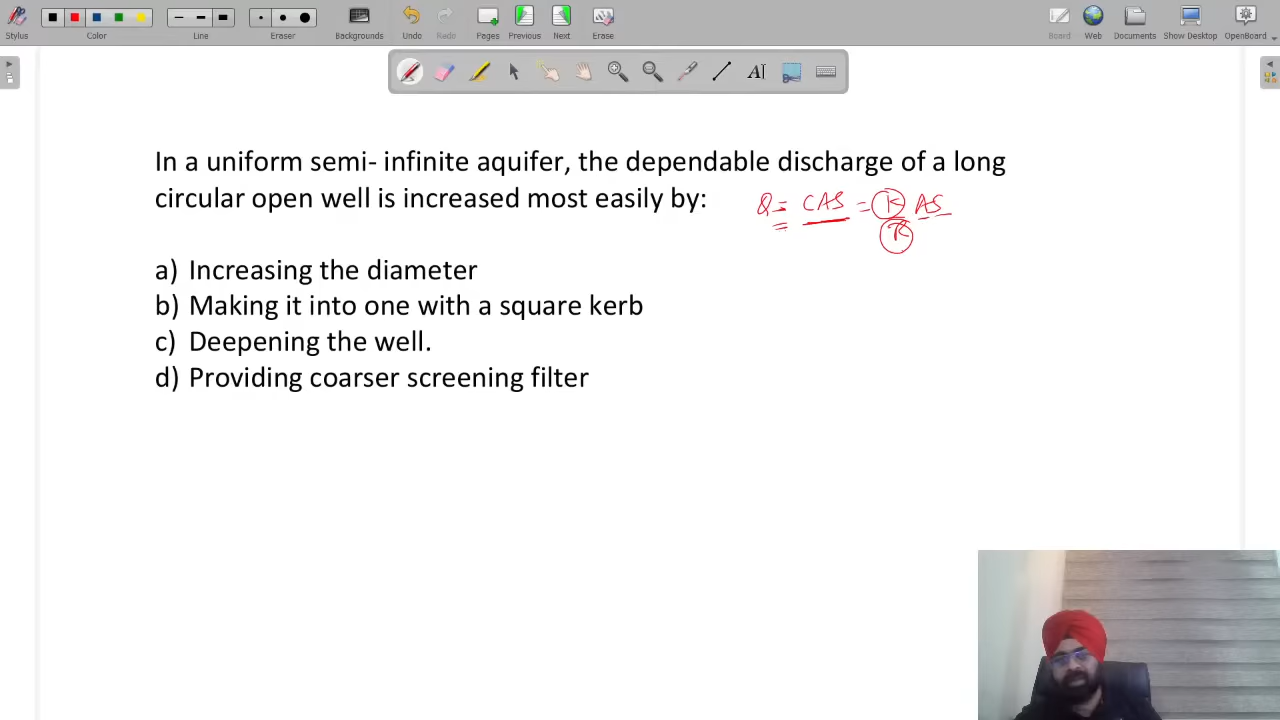 Stylus
Color
Line
Eraser
Backgrounds
Undo
Redo
Pages
Previous
Next
Erase
Board
Web
Documents
Show Desktop
OpenBoard
In a uniform semi- infinite aquifer, the dependable discharge of a long
circular open well is increased most easily by:
Q = CAS = K AS
R
a) Increasing the diameter
b) Making it into one with a square kerb
c) Deepening the well.
d) Providing coarser screening filter